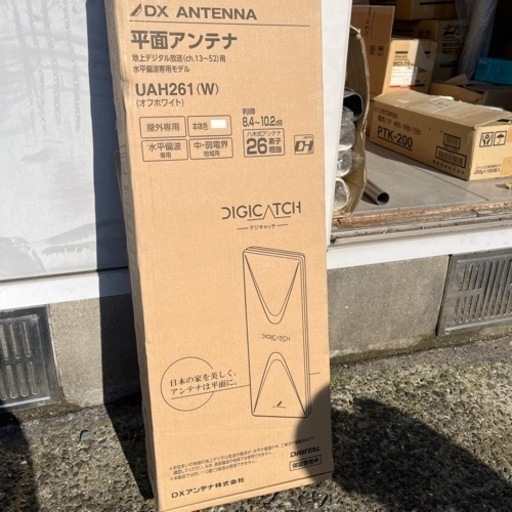 DX ANTENNA
平面アンテナ
地上デジタル放送(ch.13~52)用
水平偏波専用モデル
UAH261(W)
(オフホワイト)
屋外専用
本体色
水平偏波
専用
中・弱電界
地域用
利得
8.4~10.2dB
八木式アンテナ
26素子
相当
DIGICATCH
デジキャッチ
DIGICATCH
日本の家を美しく、
アンテナは平面に。
DIGITAL
DXアンテナ株式会社
PTK-200